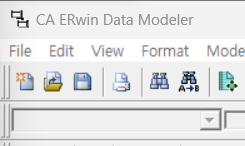 CA ERwin Data Modeler
File Edit View Format Mode
A B